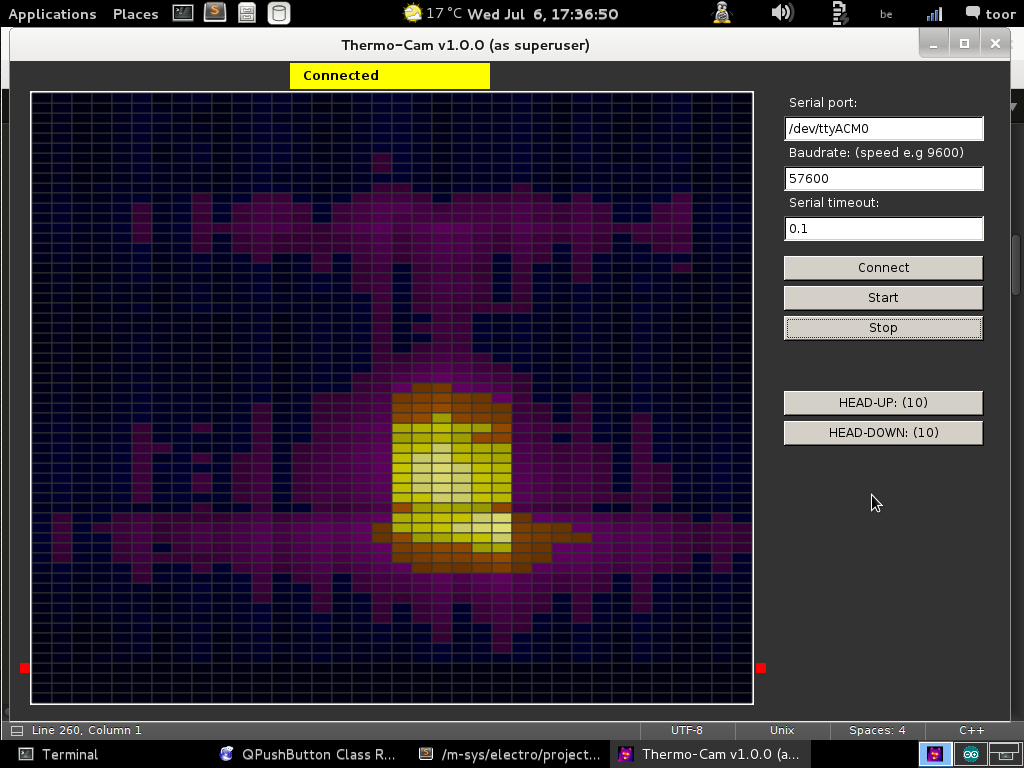 Applications Places 17 °C Wed Jul 6, 17:36:50 be toor
Thermo-Cam v1.0.0 (as superuser)
Connected
Serial port:
/dev/ttyACM0
Baudrate: (speed e.g 9600)
57600
Serial timeout:
0.1
Connect
Start
Stop
HEAD-UP: (10)
HEAD-DOWN: (10)
Line 260, Column 1 UTF-8 Unix Spaces: 4 C++
Terminal QPushButton Class R... /m-sys/electro/project... Thermo-Cam v1.0.0 (a...